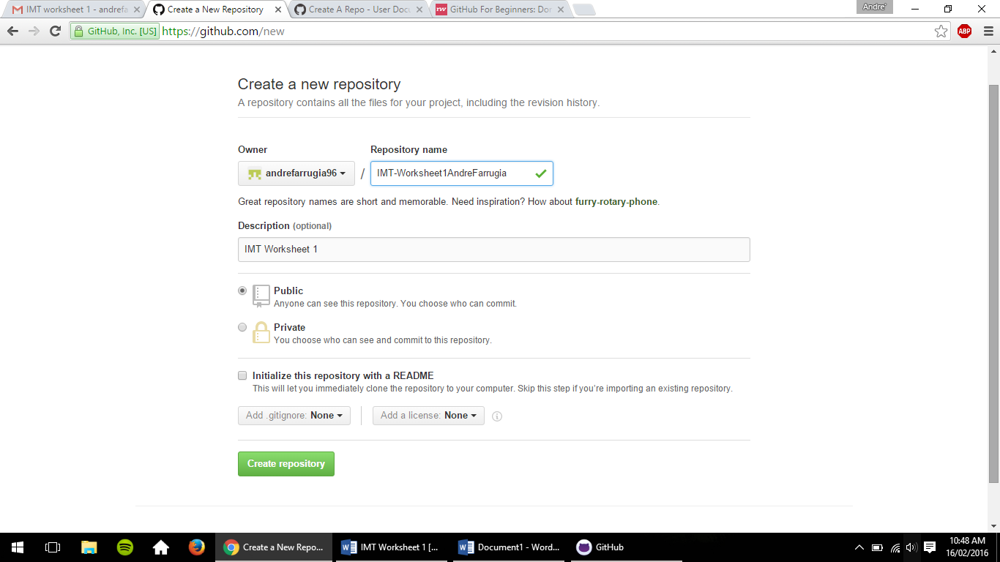 IMT worksheet 1 - andrefa
Create a New Repository
Create A Repo - User Docu
GitHub For Beginners: Don
Andre'
GitHub, Inc. [US] https://github.com/new
ABP
Create a new repository
A repository contains all the files for your project, including the revision history.
Owner Repository name
andrefarrugia96 / IMT-Worksheet1AndreFarrugia
Great repository names are short and memorable. Need inspiration? How about furry-rotary-phone.
Description (optional)
IMT Worksheet 1
Public
Anyone can see this repository. You choose who can commit.
Private
You choose who can see and commit to this repository.
Initialize this repository with a README
This will let you immediately clone the repository to your computer. Skip this step if you're importing an existing repository.
Add .gitignore: None Add a license: None
Create repository
Create a New Repo...
IMT Worksheet 1 [...
Document1 - Word...
GitHub
10:48 AM
16/02/2016